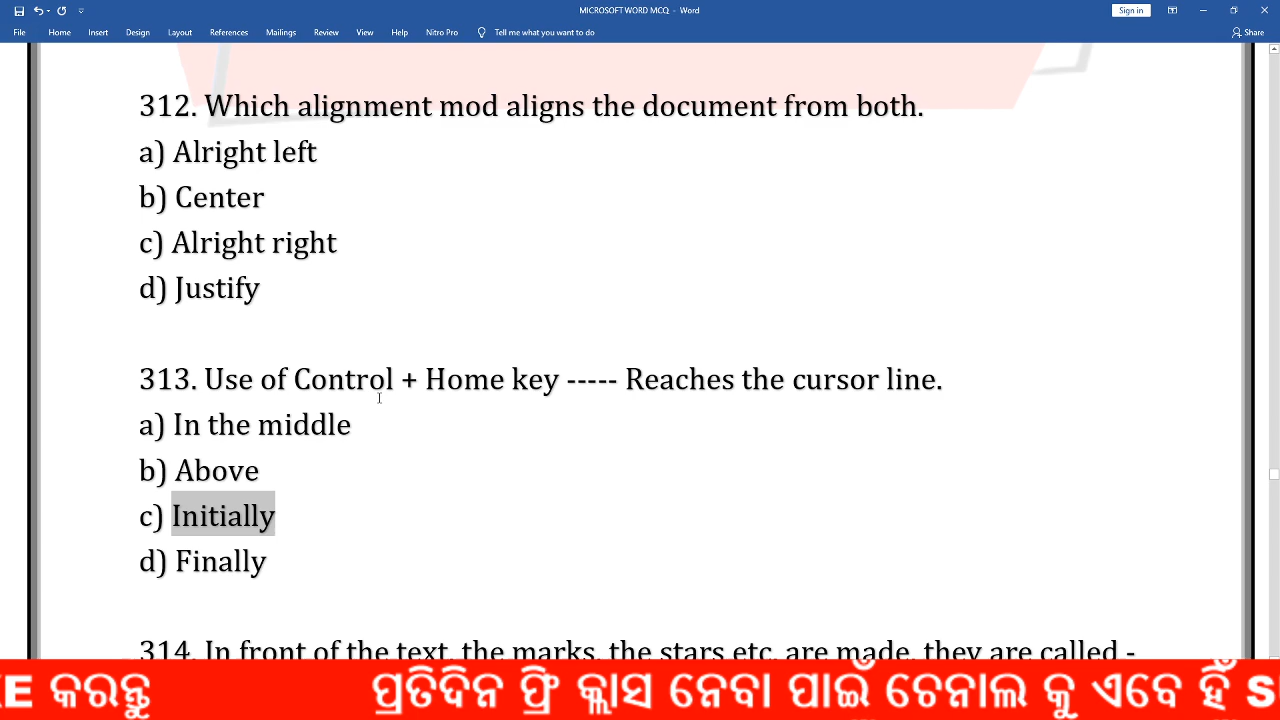 MICROSOFT WORD MCQ - Word
Sign in
File Home Insert Design Layout References Mailings Review View Help Nitro Pro Tell me what you want to do Share
312. Which alignment mod aligns the document from both.
a) Alright left
b) Center
c) Alright right
d) Justify
313. Use of Control + Home key ----- Reaches the cursor line.
a) In the middle
b) Above
c) Initially
d) Finally
314. In front of the text, the marks, the stars etc. are made, they are called -
KE କରନ୍ତୁ ପ୍ରତିଦିନ ଫ୍ରି କ୍ଲାସ ନେବା ପାଇଁ ଚେନାଲ କୁ ଏବେ ହିଁ S